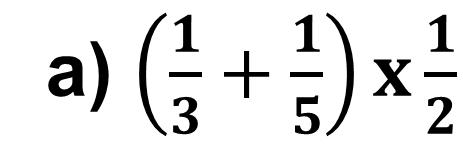 a) (1/3 + 1/5) x 1/2